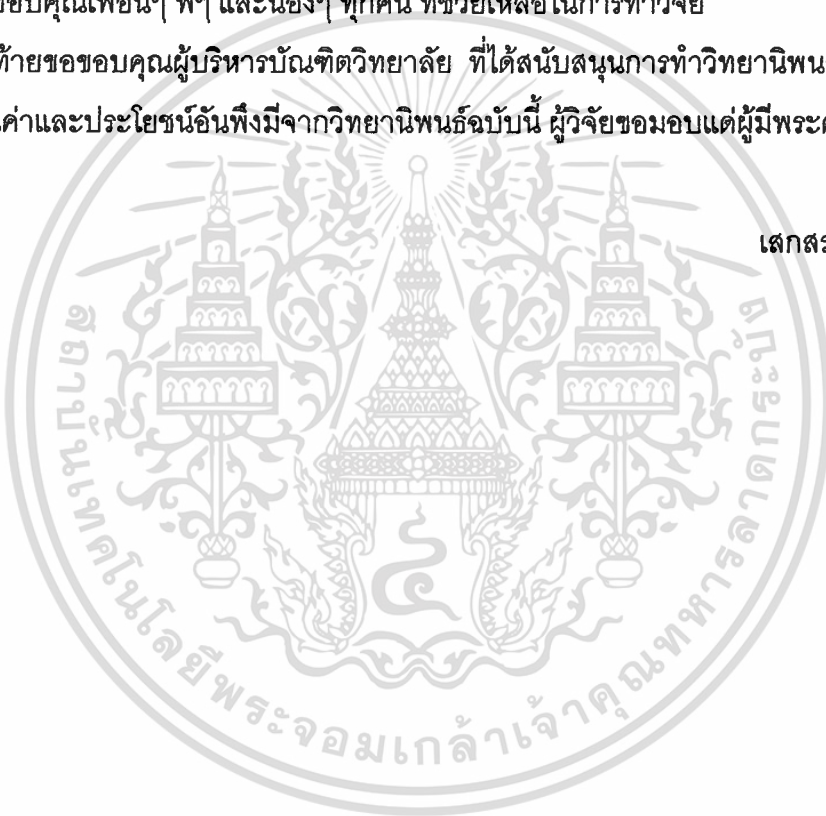 ขอบคุณเพื่อนๆ พี่ๆ และน้องๆ ทุกคน ที่ช่วยเหลือในการทำวิจัย
ท้ายขอขอบคุณผู้บริหารบัณฑิตวิทยาลัย ที่ได้สนับสนุนการทำวิทยานิพน
ค่าและประโยชน์อันพึงมีจากวิทยานิพนธ์ฉบับนี้ ผู้วิจัยขอมอบแด่ผู้มีพระ
เสกสร
สถาบันเทคโนโลยีพระจอมเกล้าเจ้าคุณทหารลาดกระบัง
๔